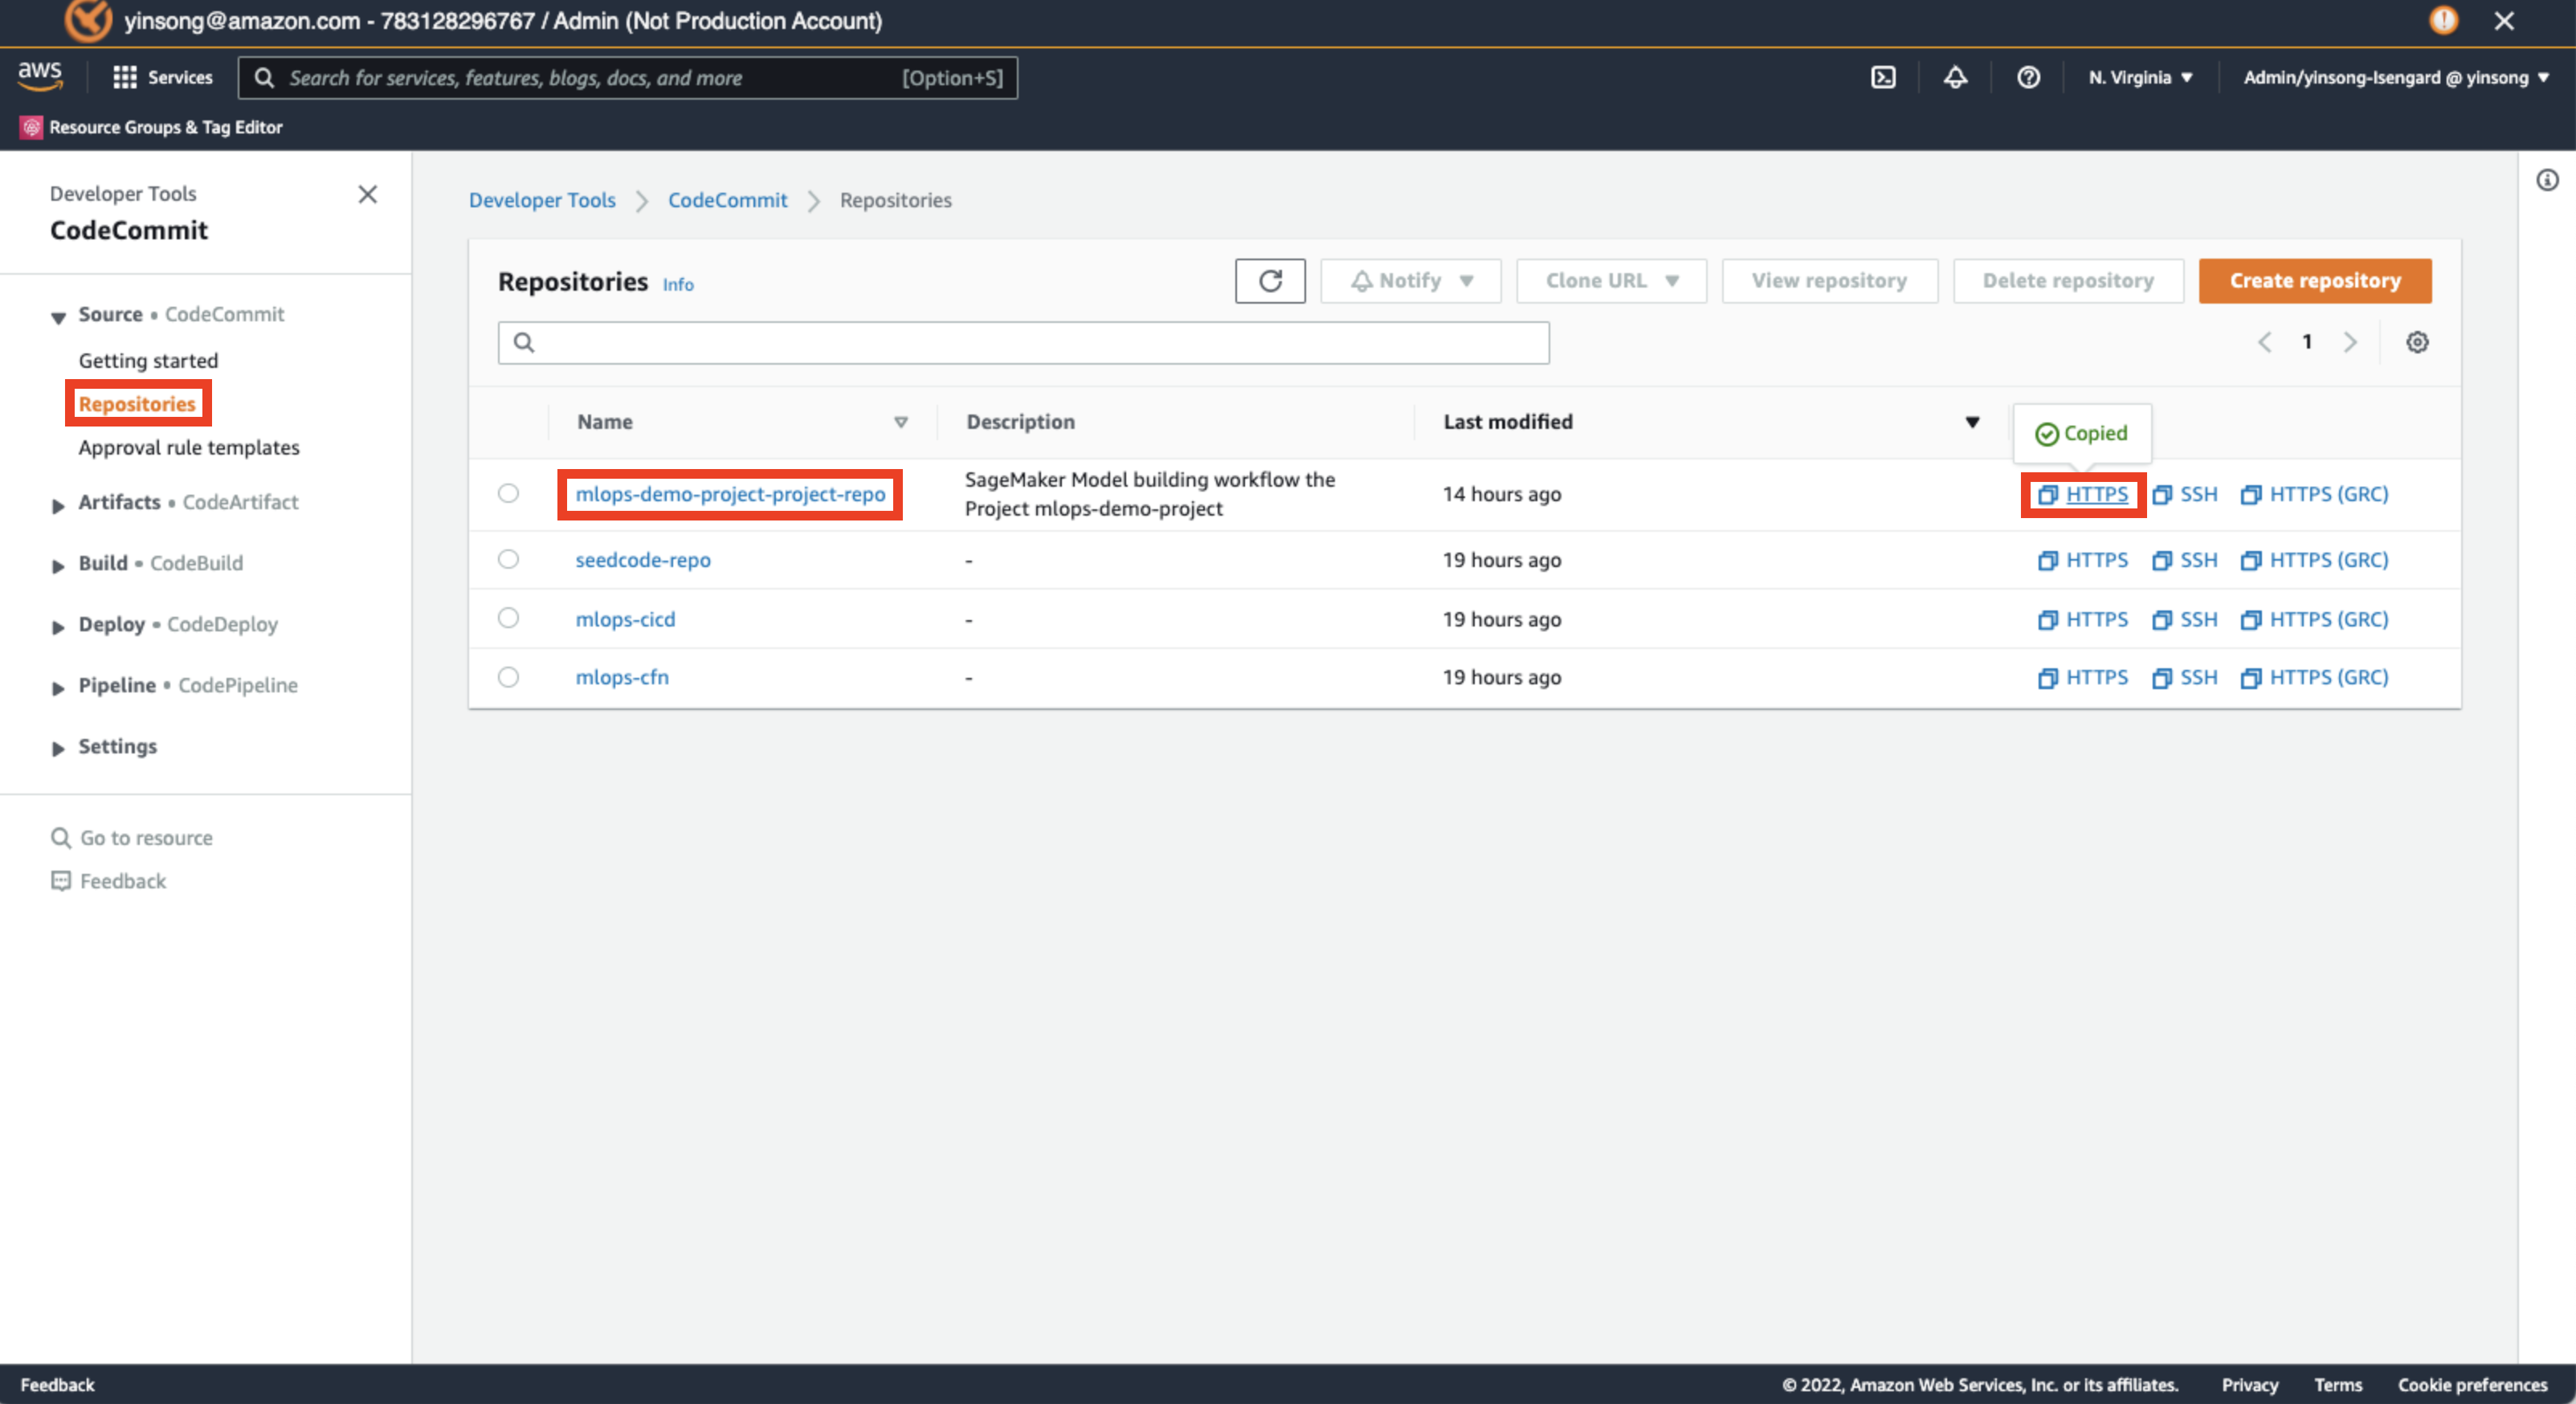 yinsong@amazon.com - 783128296767 / Admin (Not Production Account)
aws Services Search for services, features, blogs, docs, and more [Option+S] N. Virginia Admin/yinsong-Isengard @ yinsong
Resource Groups & Tag Editor
Developer Tools
CodeCommit
Source • CodeCommit
Getting started
Repositories
Approval rule templates
Artifacts • CodeArtifact
Build • CodeBuild
Deploy • CodeDeploy
Pipeline • CodePipeline
Settings
Go to resource
Feedback
Developer Tools CodeCommit Repositories
Repositories Info Notify Clone URL View repository Delete repository Create repository
1
Name Description Last modified
Copied
mlops-demo-project-project-repo SageMaker Model building workflow the Project mlops-demo-project 14 hours ago HTTPS SSH HTTPS (GRC)
seedcode-repo - 19 hours ago HTTPS SSH HTTPS (GRC)
mlops-cicd - 19 hours ago HTTPS SSH HTTPS (GRC)
mlops-cfn - 19 hours ago HTTPS SSH HTTPS (GRC)
Feedback © 2022, Amazon Web Services, Inc. or its affiliates. Privacy Terms Cookie preferences